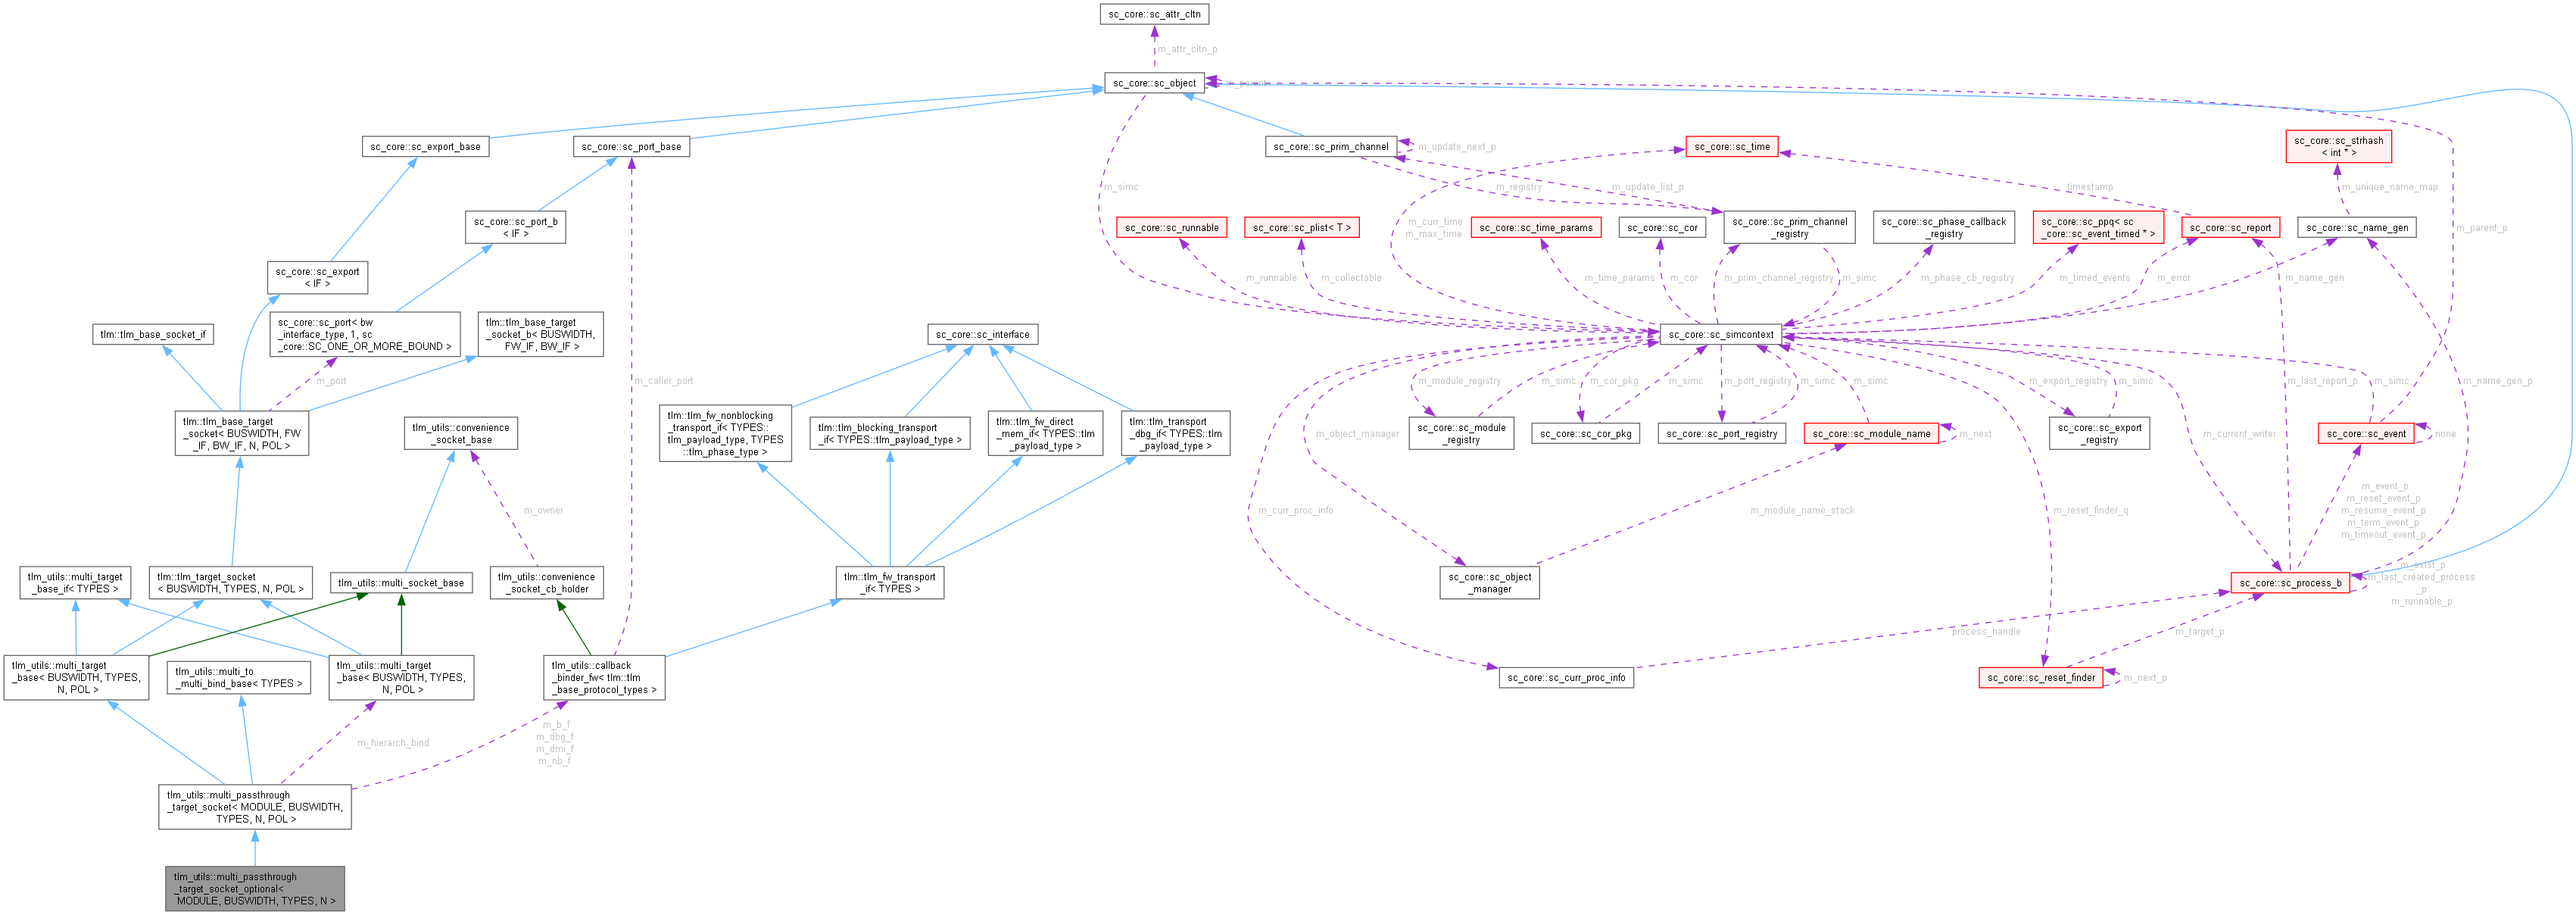 sc_core::sc_attr_cltn
m_attr_cltn_p
sc_core::sc_object
m_parent
sc_core::sc_export_base
sc_core::sc_port_base
sc_core::sc_prim_channel
m_update_next_p
sc_core::sc_time
sc_core::sc_strhash
< int * >
m_simc
m_registry
m_update_list_p
timestamp
m_unique_name_map
sc_core::sc_port_b
< IF >
sc_core::sc_runnable
sc_core::sc_plist< T >
m_curr_time
m_max_time
sc_core::sc_time_params
sc_core::sc_cor
sc_core::sc_prim_channel
_registry
sc_core::sc_phase_callback
_registry
sc_core::sc_ppq< sc
_core::sc_event_timed * >
sc_core::sc_report
sc_core::sc_name_gen
m_parent_p
sc_core::sc_export
< IF >
m_runnable
m_collectable
m_time_params
m_cor
m_prim_channel_registry
m_simc
m_phase_cb_registry
m_timed_events
m_error
m_name_gen
tlm::tlm_base_socket_if
sc_core::sc_port< bw
_interface_type, 1, sc
_core::SC_ONE_OR_MORE_BOUND >
tlm::tlm_base_target
_socket_b< BUSWIDTH,
FW_IF, BW_IF >
sc_core::sc_interface
sc_core::sc_simcontext
m_port
m_caller_port
m_module_registry
m_simc
m_cor_pkg
m_simc
m_port_registry
m_simc
m_simc
m_export_registry
m_simc
m_last_report_p
m_simc
m_name_gen_p
tlm::tlm_base_target
_socket< BUSWIDTH, FW
_IF, BW_IF, N, POL >
tlm_utils::convenience
_socket_base
tlm::tlm_fw_nonblocking
_transport_if< TYPES::
tlm_payload_type, TYPES
::tlm_phase_type >
tlm::tlm_blocking_transport
_if< TYPES::tlm_payload_type >
tlm::tlm_fw_direct
_mem_if< TYPES::tlm
_payload_type >
tlm::tlm_transport
_dbg_if< TYPES::tlm
_payload_type >
m_object_manager
sc_core::sc_module
_registry
sc_core::sc_cor_pkg
sc_core::sc_port_registry
sc_core::sc_module_name
m_next
sc_core::sc_export
_registry
m_current_writer
sc_core::sc_event
none
m_owner
m_curr_proc_info
m_module_name_stack
m_reset_finder_q
m_event_p
m_reset_event_p
m_resume_event_p
m_term_event_p
m_timeout_event_p
tlm_utils::multi_target
_base_if< TYPES >
tlm::tlm_target_socket
< BUSWIDTH, TYPES, N, POL >
tlm_utils::multi_socket_base
tlm_utils::convenience
_socket_cb_holder
tlm::tlm_fw_transport
_if< TYPES >
sc_core::sc_object
_manager
sc_core::sc_process_b
m_exist_p
m_last_created_process
_p
m_runnable_p
process_handle
m_target_p
tlm_utils::multi_target
_base< BUSWIDTH, TYPES,
N, POL >
tlm_utils::multi_to
_multi_bind_base< TYPES >
tlm_utils::multi_target
_base< BUSWIDTH, TYPES,
N, POL >
tlm_utils::callback
_binder_fw< tlm::tlm
_base_protocol_types >
sc_core::sc_curr_proc_info
sc_core::sc_reset_finder
m_next_p
m_hierarch_bind
m_b_f
m_dbg_f
m_dmi_f
m_nb_f
tlm_utils::multi_passthrough
_target_socket< MODULE, BUSWIDTH,
TYPES, N, POL >
tlm_utils::multi_passthrough
_target_socket_optional<
MODULE, BUSWIDTH, TYPES, N >